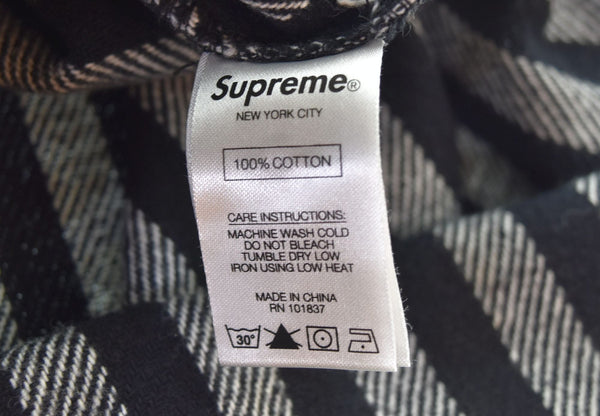 Supreme®
NEW YORK CITY
100% COTTON
CARE INSTRUCTIONS:
MACHINE WASH COLD
DO NOT BLEACH
TUMBLE DRY LOW
IRON USING LOW HEAT
MADE IN CHINA
RN 101837
30°